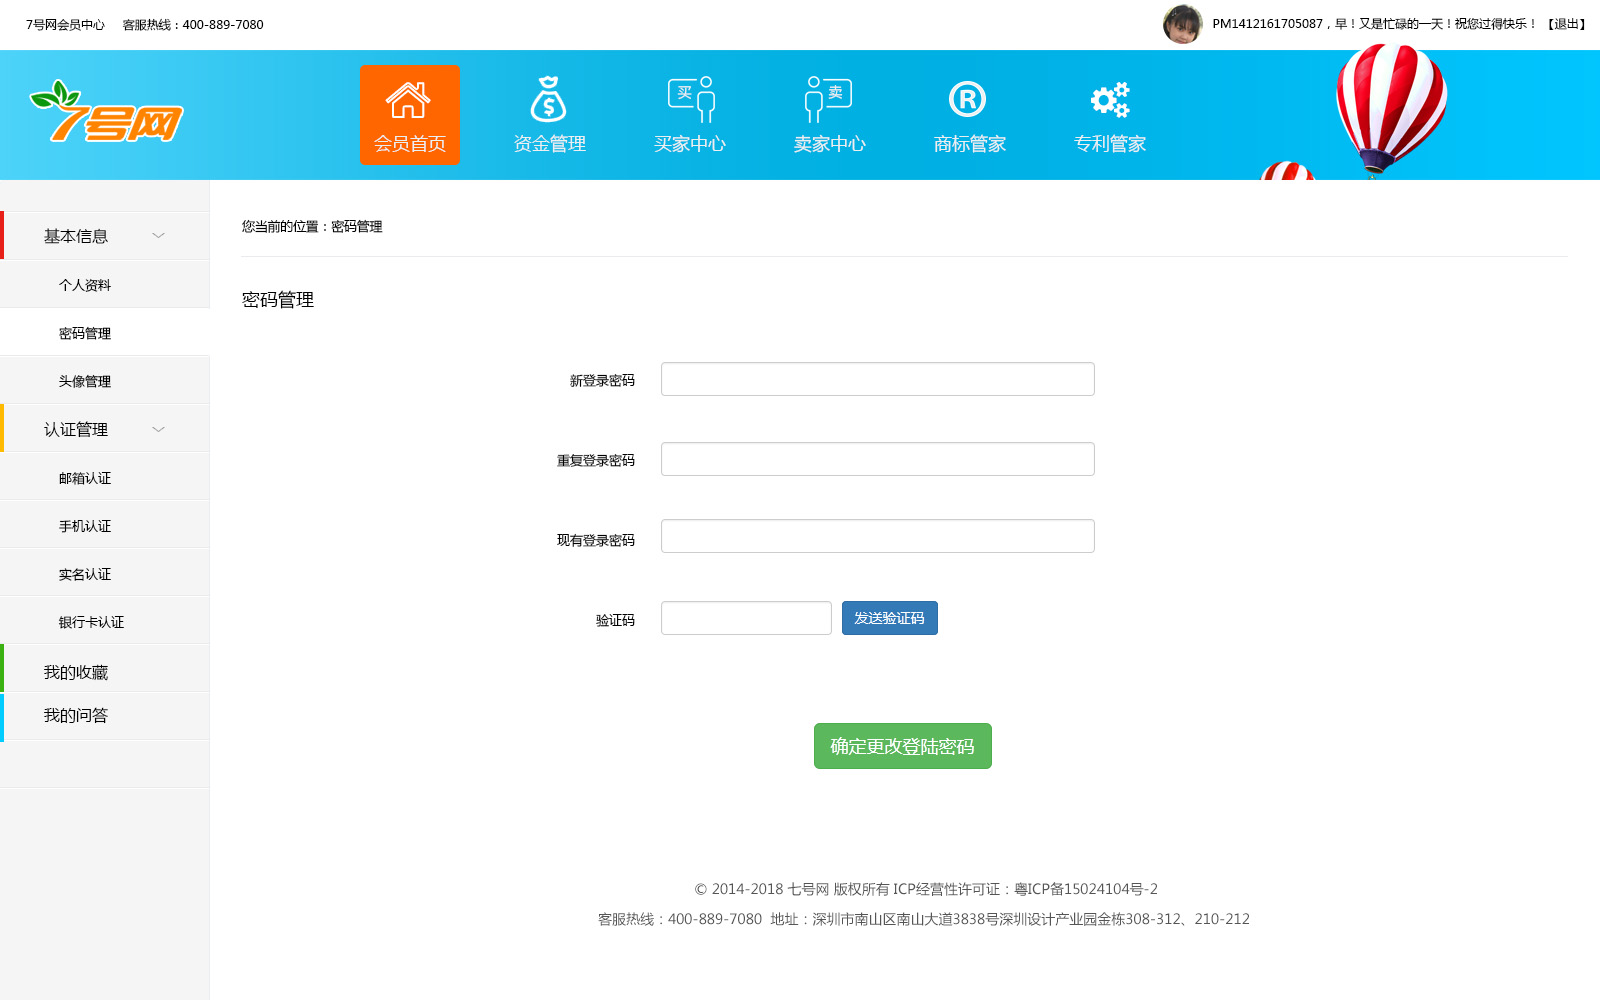 7号网会员中心 客服热线：400-889-7080
PM1412161705087，早！又是忙碌的一天！祝您过得快乐！ 【退出】
7号网
买
卖
R
会员首页 资金管理 买家中心 卖家中心 商标管家 专利管家
您当前的位置：密码管理
基本信息
个人资料
密码管理
头像管理
认证管理
邮箱认证
手机认证
实名认证
银行卡认证
我的收藏
我的问答
密码管理
新登录密码
重复登录密码
现有登录密码
验证码 发送验证码
确定更改登陆密码
© 2014-2018 七号网 版权所有 ICP经营性许可证：粤ICP备15024104号-2
客服热线：400-889-7080 地址：深圳市南山区南山大道3838号深圳设计产业园金栋308-312、210-212